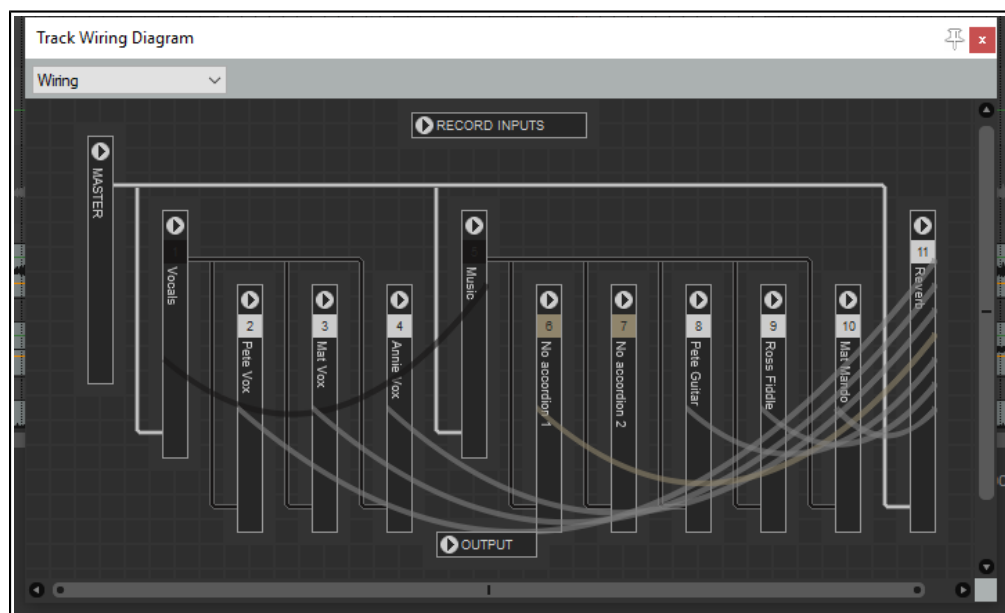 Track Wiring Diagram
x
Wiring
RECORD INPUTS
MASTER
1
Vocals
2
Pete Vox
3
Mat Vox
4
Annie Vox
5
Music
6
No accordion 1
7
No accordion 2
8
Pete Guitar
9
Ross Fiddle
10
Mat Mando
11
Reverb
OUTPUT